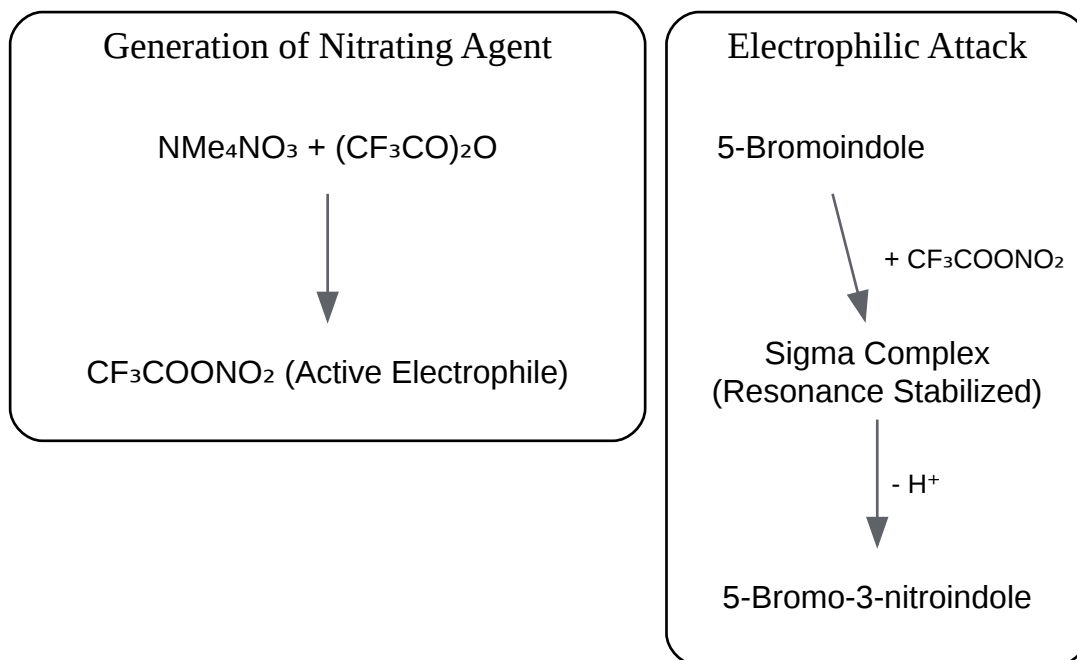 Generation of Nitrating Agent
NMe₄NO₃ + (CF₃CO)₂O
CF₃COONO₂ (Active Electrophile)
Electrophilic Attack
5-Bromoindole
+ CF₃COONO₂
Sigma Complex
(Resonance Stabilized)
- H⁺
5-Bromo-3-nitroindole